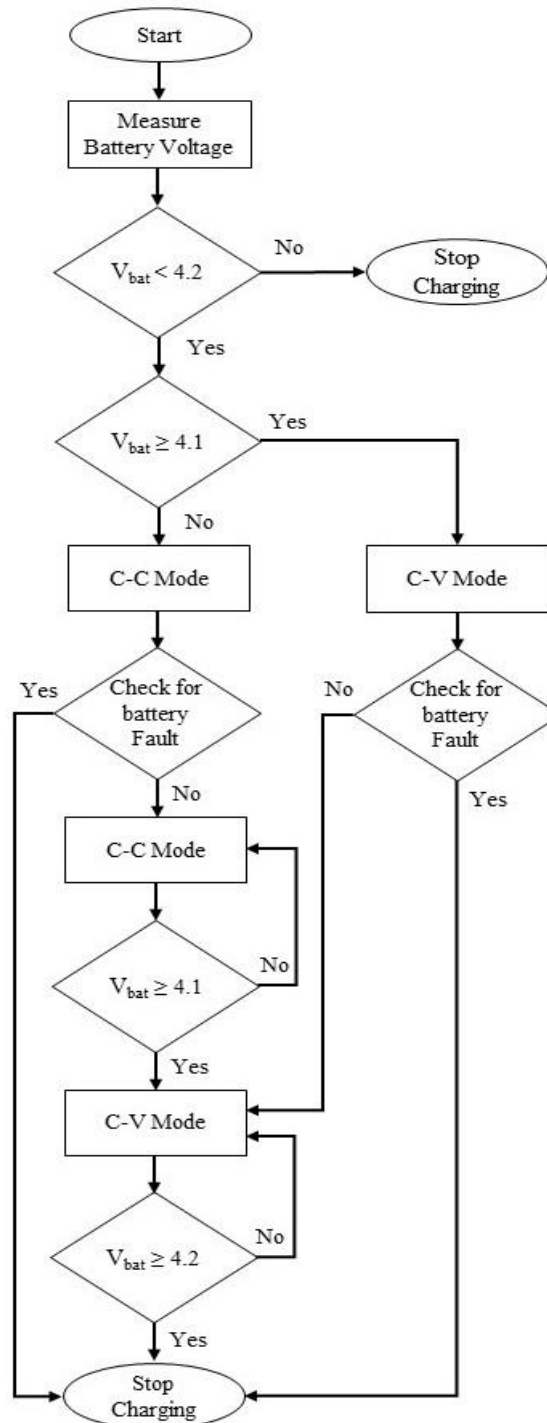 Start
Measure
Battery Voltage
V_bat < 4.2
No
Stop
Charging
Yes
V_bat ≥ 4.1
Yes
No
C-C Mode
C-V Mode
Yes
Check for
battery
Fault
No
Check for
battery
Fault
No
Yes
C-C Mode
V_bat ≥ 4.1
No
Yes
C-V Mode
V_bat ≥ 4.2
No
Yes
Stop
Charging